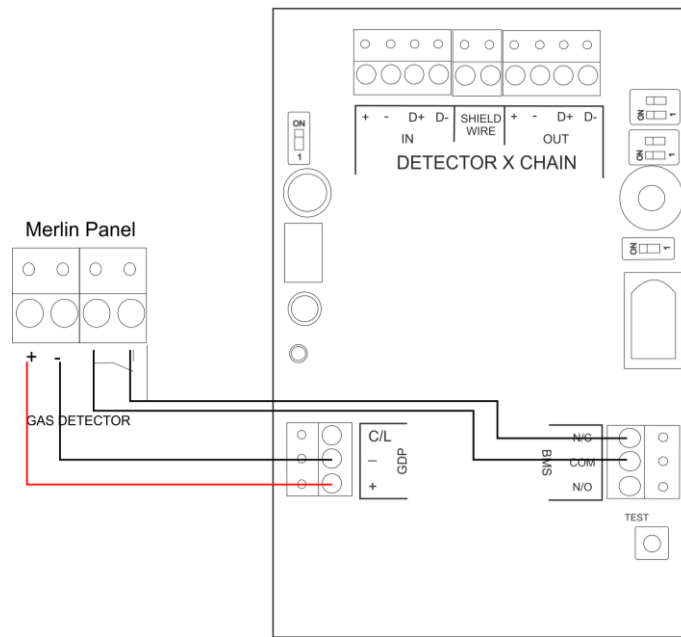 + - D+ D- SHIELD WIRE + - D+ D-
IN OUT
DETECTOR X CHAIN
ON
1
ON 1
ON 1
ON 1
Merlin Panel
+ -
GAS DETECTOR
C/L
–
+
GDP
BMS
N/C
COM
N/O
TEST